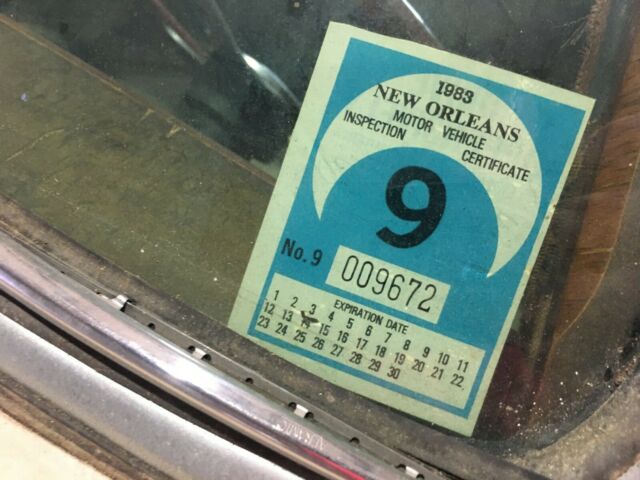 1983
NEW ORLEANS
MOTOR VEHICLE
INSPECTION CERTIFICATE
9
No. 9 009672
EXPIRATION DATE
1 2 3 4 5 6 7 8 9 10 11
12 13 14 15 16 17 18 19 20 21 22
23 24 25 26 27 28 29 30